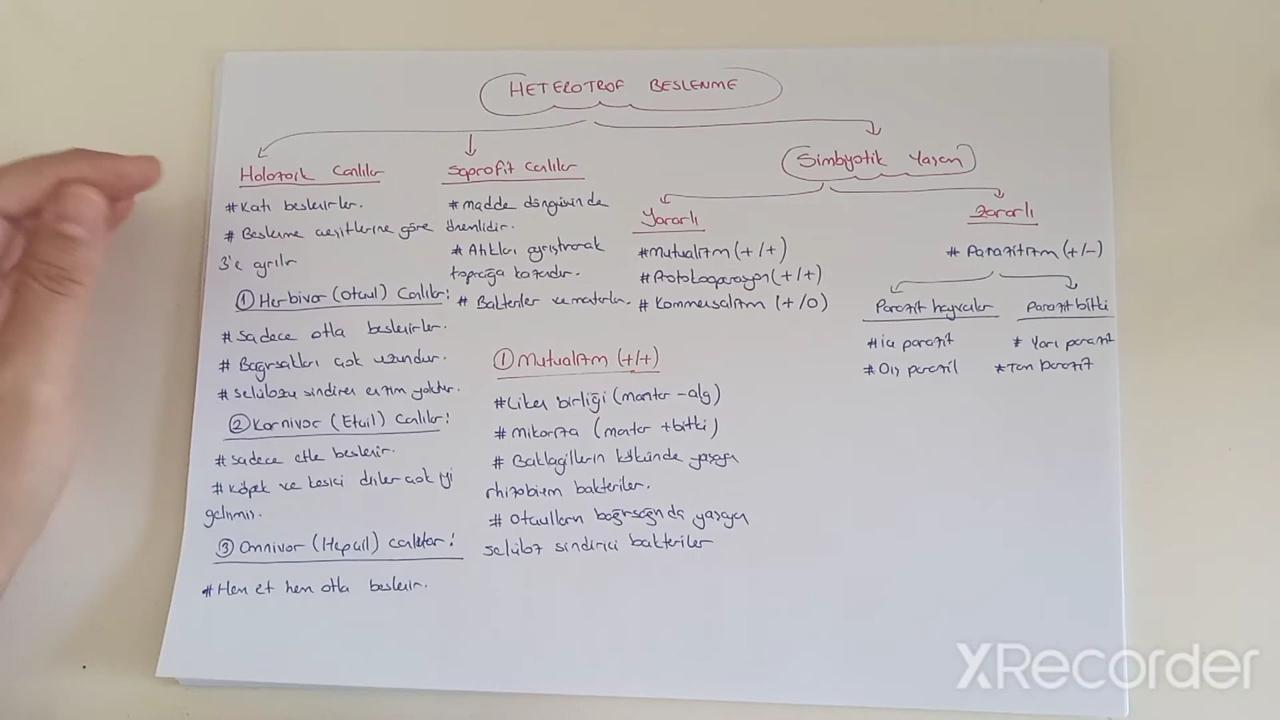 HETEROTROF BESLENME
Holozoik Canlılar
# Katı beslenirler.
# Beslenme çeşitlerine göre
3'e ayrılır
① Herbivor (Otçul) Canlılar:
# Sadece otla beslenirler.
# Bağırsakları çok uzundur.
# Selülozu sindiren enzim yoktur.
② Karnivor (Etçil) Canlılar:
# Sadece etle beslenir.
# Köpek ve kesici dişler çok iyi
gelişmiş.
③ Omnivor (Hepçil) canlılar:
# Hem et hem otla beslenir.
Saprofit Canlılar
# madde döngüsünde
önemlidir.
# Atıkları ayrıştırarak
toprağa kazandır.
# Bakteriler ve mantarlar.
Simbiyotik Yaşam
Yararlı
# Mutualizm (+/+)
# Protokooperasyon (+/+)
# Kommensalizm (+/0)
Zararlı
# Parazitizm (+/-)
Parazit hayvanlar
# iç parazit
# Dış parazit
Parazit bitki
* Yarı parazit
* Tam parazit
① Mutualizm (+/+)
# Liken birliği (mantar - alg)
# mikoriza (mantar + bitki)
# Baklagillerin kökünde yaşayan
rhizobium bakteriler.
# Otçulların bağırsağında yaşayan
selüloz sindirici bakteriler
XRecorder